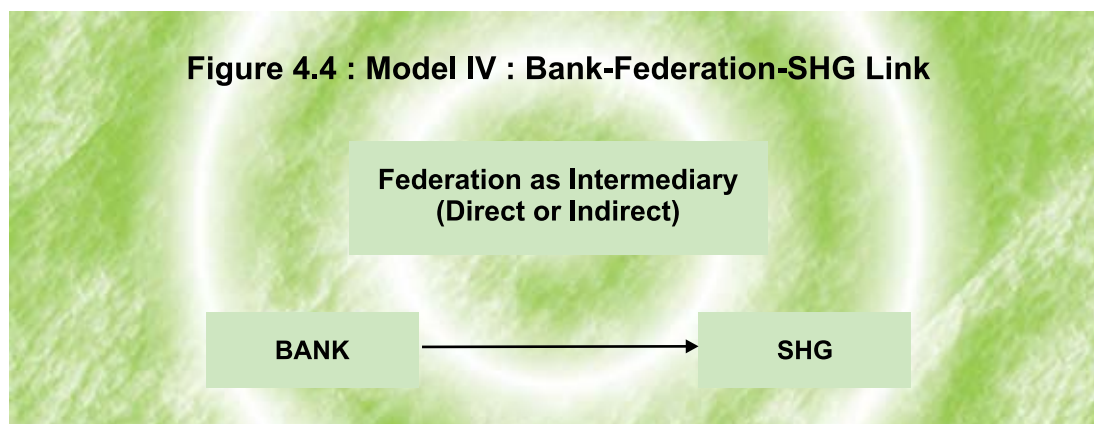 Figure 4.4 : Model IV : Bank-Federation-SHG Link
Federation as Intermediary
(Direct or Indirect)
BANK
SHG